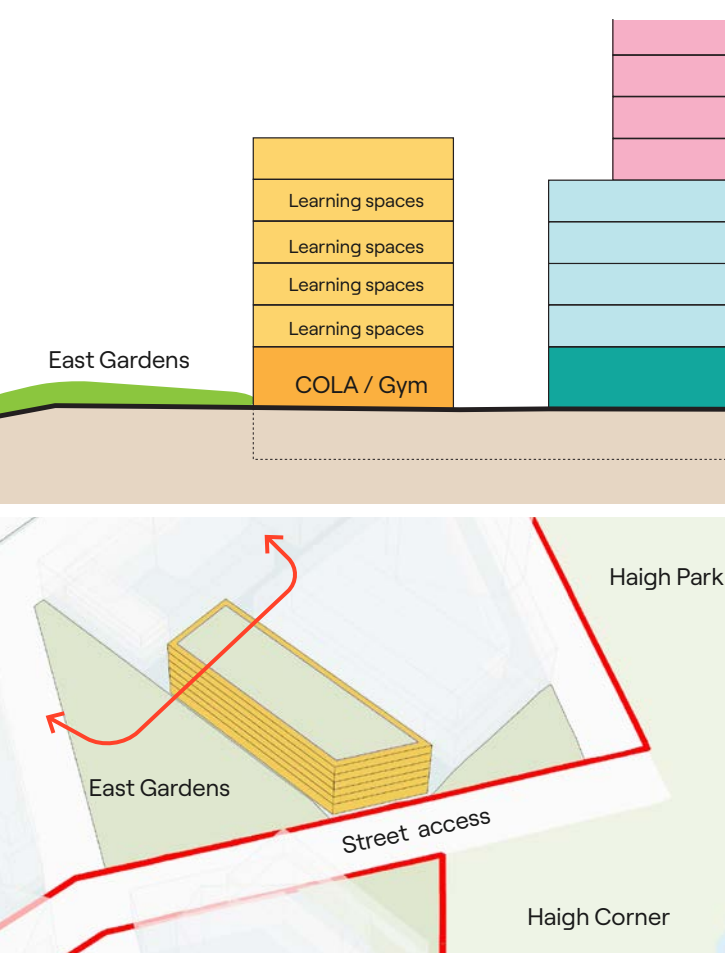 Learning spaces
Learning spaces
Learning spaces
Learning spaces
East Gardens
COLA / Gym
Haigh Park
East Gardens
Street access
Haigh Corner